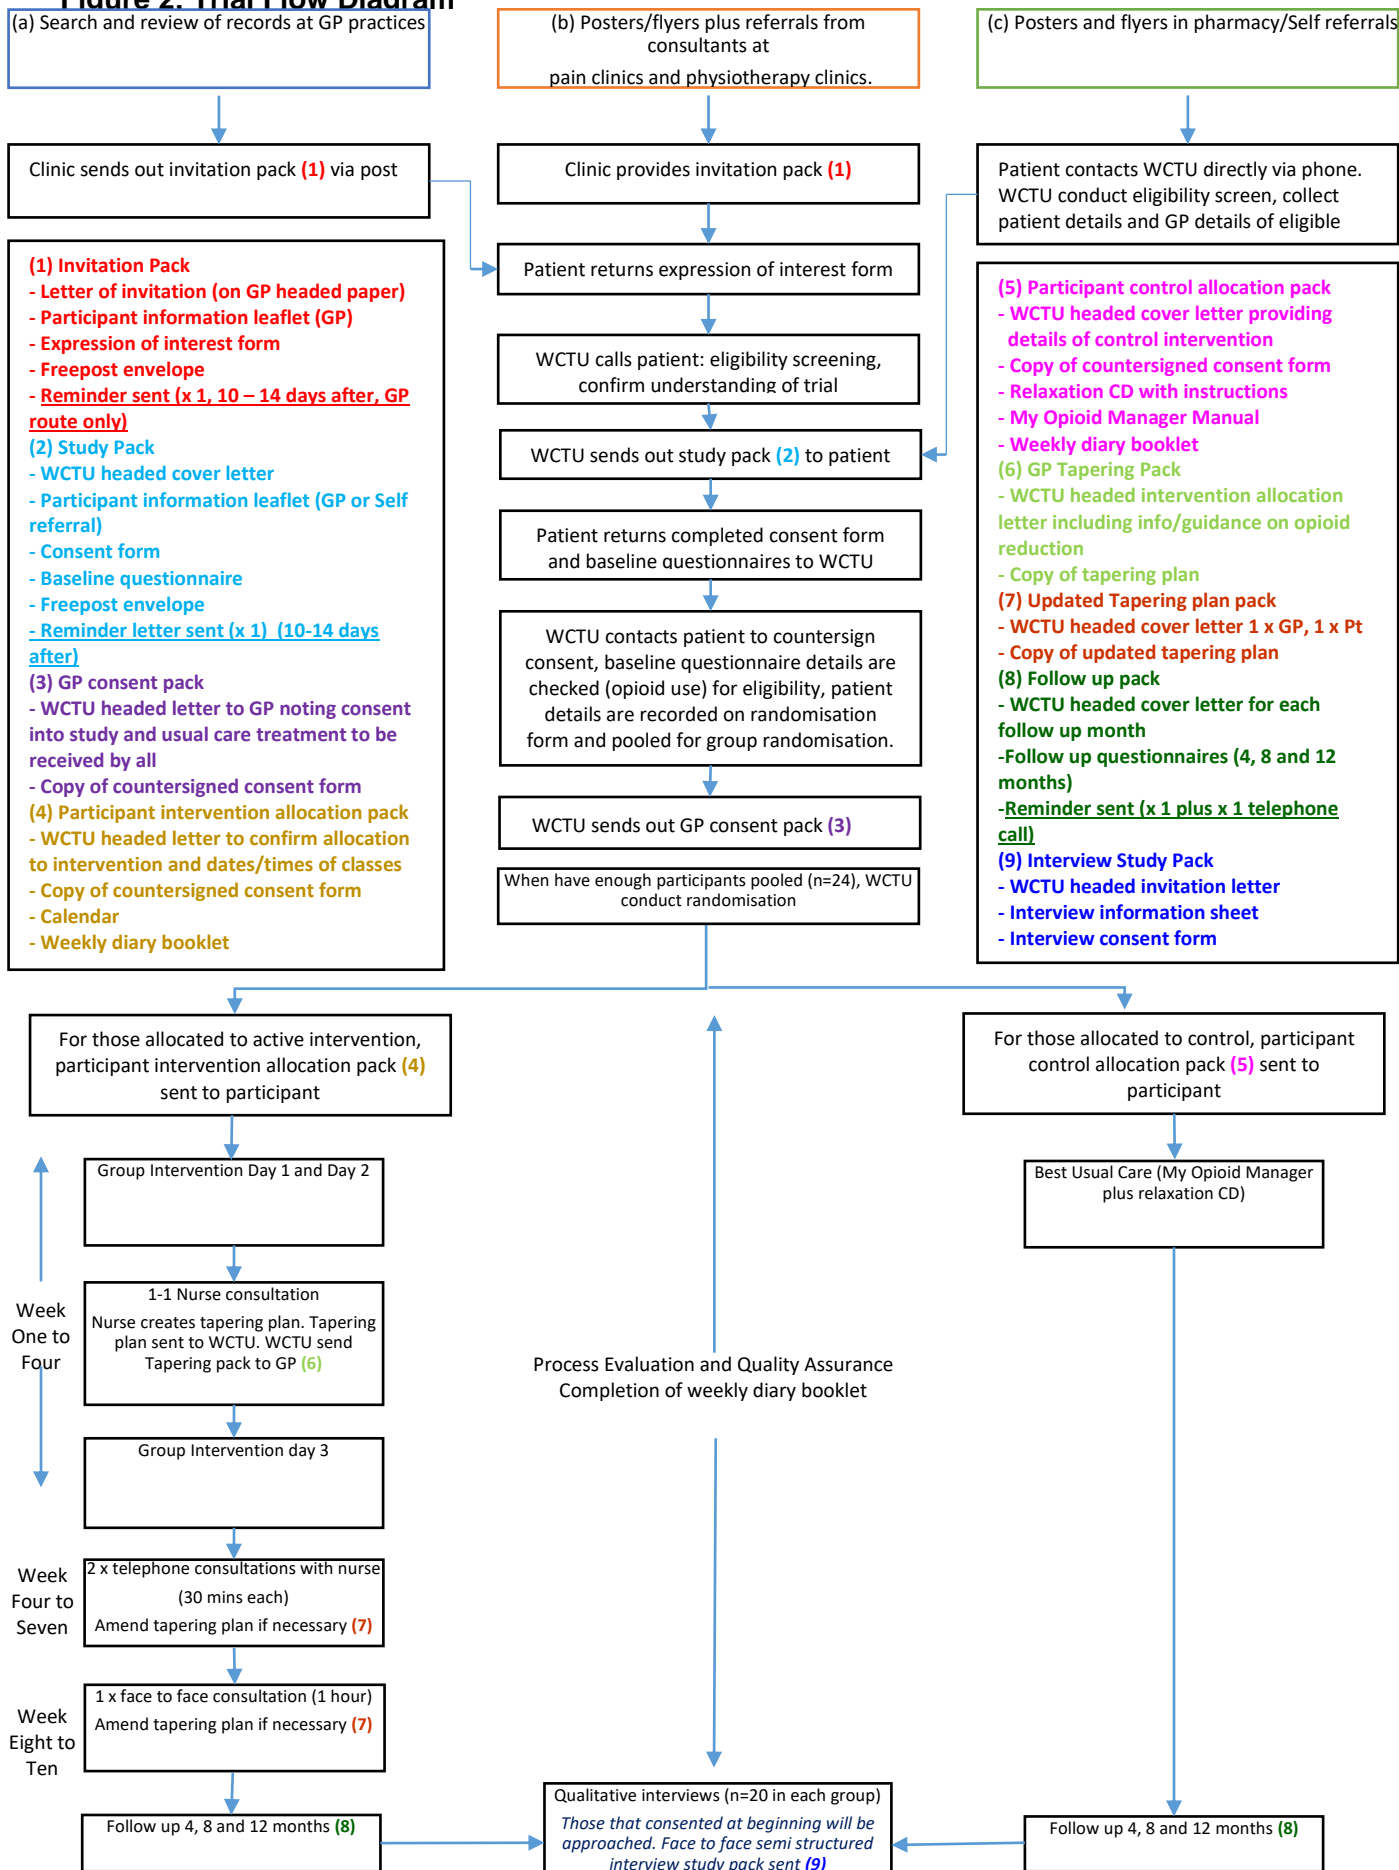 Figure 2. Trial Flow Diagram
(a) Search and review of records at GP practices
(b) Posters/flyers plus referrals from
consultants at
pain clinics and physiotherapy clinics.
(c) Posters and flyers in pharmacy/Self referrals
Clinic sends out invitation pack (1) via post
Clinic provides invitation pack (1)
Patient contacts WCTU directly via phone.
WCTU conduct eligibility screen, collect
patient details and GP details of eligible
Patient returns expression of interest form
WCTU calls patient: eligibility screening,
confirm understanding of trial
WCTU sends out study pack (2) to patient
Patient returns completed consent form
and baseline questionnaires to WCTU
WCTU contacts patient to countersign
consent, baseline questionnaire details are
checked (opioid use) for eligibility, patient
details are recorded on randomisation
form and pooled for group randomisation.
WCTU sends out GP consent pack (3)
When have enough participants pooled (n=24), WCTU
conduct randomisation
(1) Invitation Pack
- Letter of invitation (on GP headed paper)
- Participant information leaflet (GP)
- Expression of interest form
- Freepost envelope
- Reminder sent (x 1, 10 – 14 days after, GP
route only)
(2) Study Pack
- WCTU headed cover letter
- Participant information leaflet (GP or Self
referral)
- Consent form
- Baseline questionnaire
- Freepost envelope
- Reminder letter sent (x 1) (10-14 days
after)
(3) GP consent pack
- WCTU headed letter to GP noting consent
into study and usual care treatment to be
received by all
- Copy of countersigned consent form
(4) Participant intervention allocation pack
- WCTU headed letter to confirm allocation
to intervention and dates/times of classes
- Copy of countersigned consent form
- Calendar
- Weekly diary booklet
(5) Participant control allocation pack
- WCTU headed cover letter providing
details of control intervention
- Copy of countersigned consent form
- Relaxation CD with instructions
- My Opioid Manager Manual
- Weekly diary booklet
(6) GP Tapering Pack
- WCTU headed intervention allocation
letter including info/guidance on opioid
reduction
- Copy of tapering plan
(7) Updated Tapering plan pack
- WCTU headed cover letter 1 x GP, 1 x Pt
- Copy of updated tapering plan
(8) Follow up pack
- WCTU headed cover letter for each
follow up month
-Follow up questionnaires (4, 8 and 12
months)
-Reminder sent (x 1 plus x 1 telephone
call)
(9) Interview Study Pack
- WCTU headed invitation letter
- Interview information sheet
- Interview consent form
For those allocated to active intervention,
participant intervention allocation pack (4)
sent to participant
For those allocated to control, participant
control allocation pack (5) sent to
participant
Group Intervention Day 1 and Day 2
Best Usual Care (My Opioid Manager
plus relaxation CD)
Week
One to
Four
1-1 Nurse consultation
Nurse creates tapering plan. Tapering
plan sent to WCTU. WCTU send
Tapering pack to GP (6)
Process Evaluation and Quality Assurance
Completion of weekly diary booklet
Group Intervention day 3
Week
Four to
Seven
2 x telephone consultations with nurse
(30 mins each)
Amend tapering plan if necessary (7)
Week
Eight to
Ten
1 x face to face consultation (1 hour)
Amend tapering plan if necessary (7)
Follow up 4, 8 and 12 months (8)
Qualitative interviews (n=20 in each group)
Those that consented at beginning will be
approached. Face to face semi structured
interview study pack sent (9)
Follow up 4, 8 and 12 months (8)